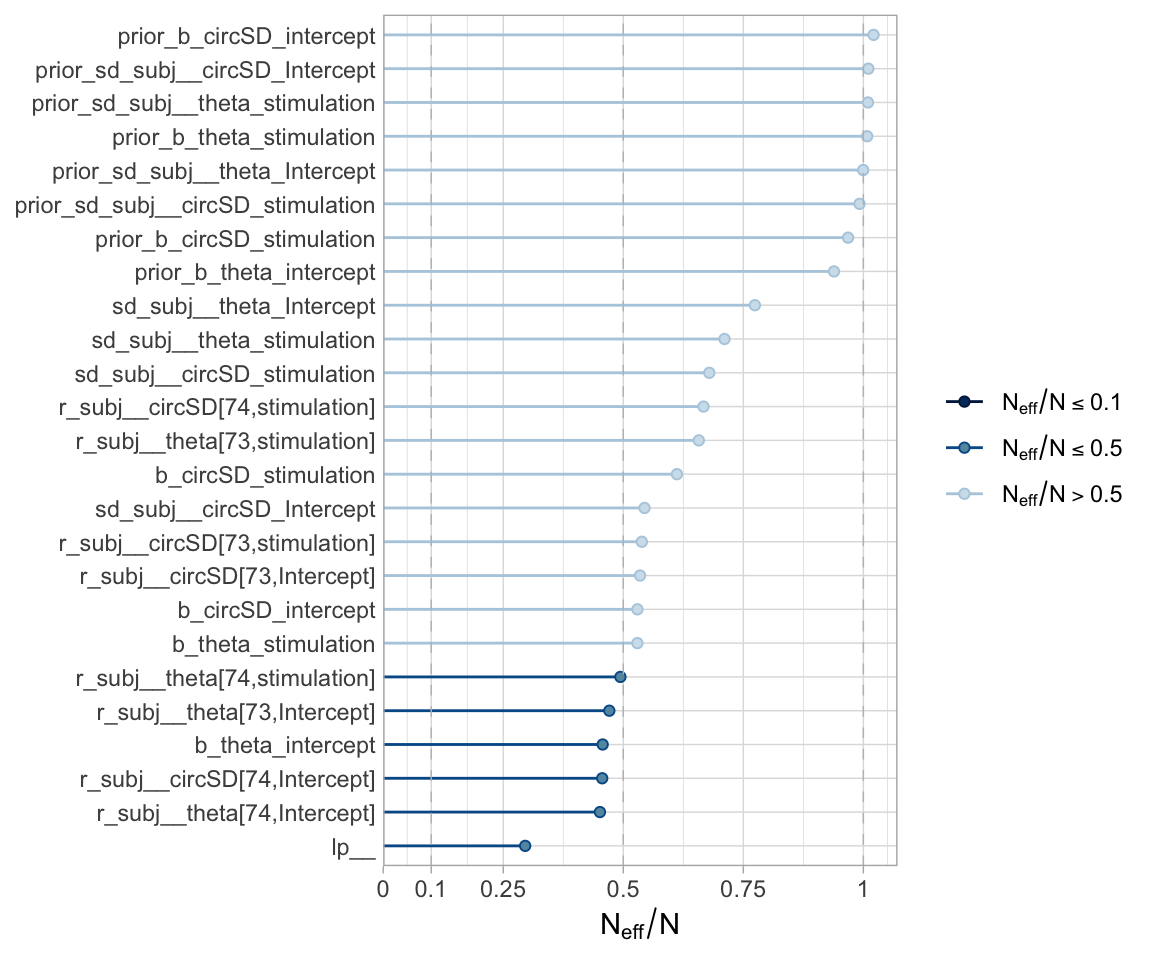 prior_b_circSD_intercept
prior_sd_subj__circSD_Intercept
prior_sd_subj__theta_stimulation
prior_b_theta_stimulation
prior_sd_subj__theta_Intercept
prior_sd_subj__circSD_stimulation
prior_b_circSD_stimulation
prior_b_theta_intercept
sd_subj__theta_Intercept
sd_subj__theta_stimulation
sd_subj__circSD_stimulation
r_subj__circSD[74,stimulation]
r_subj__theta[73,stimulation]
b_circSD_stimulation
sd_subj__circSD_Intercept
r_subj__circSD[73,stimulation]
r_subj__circSD[73,Intercept]
b_circSD_intercept
b_theta_stimulation
r_subj__theta[74,stimulation]
r_subj__theta[73,Intercept]
b_theta_intercept
r_subj__circSD[74,Intercept]
r_subj__theta[74,Intercept]
lp__
0 0.1 0.25 0.5 0.75 1
Neff/N
Neff/N ≤ 0.1
Neff/N ≤ 0.5
Neff/N > 0.5